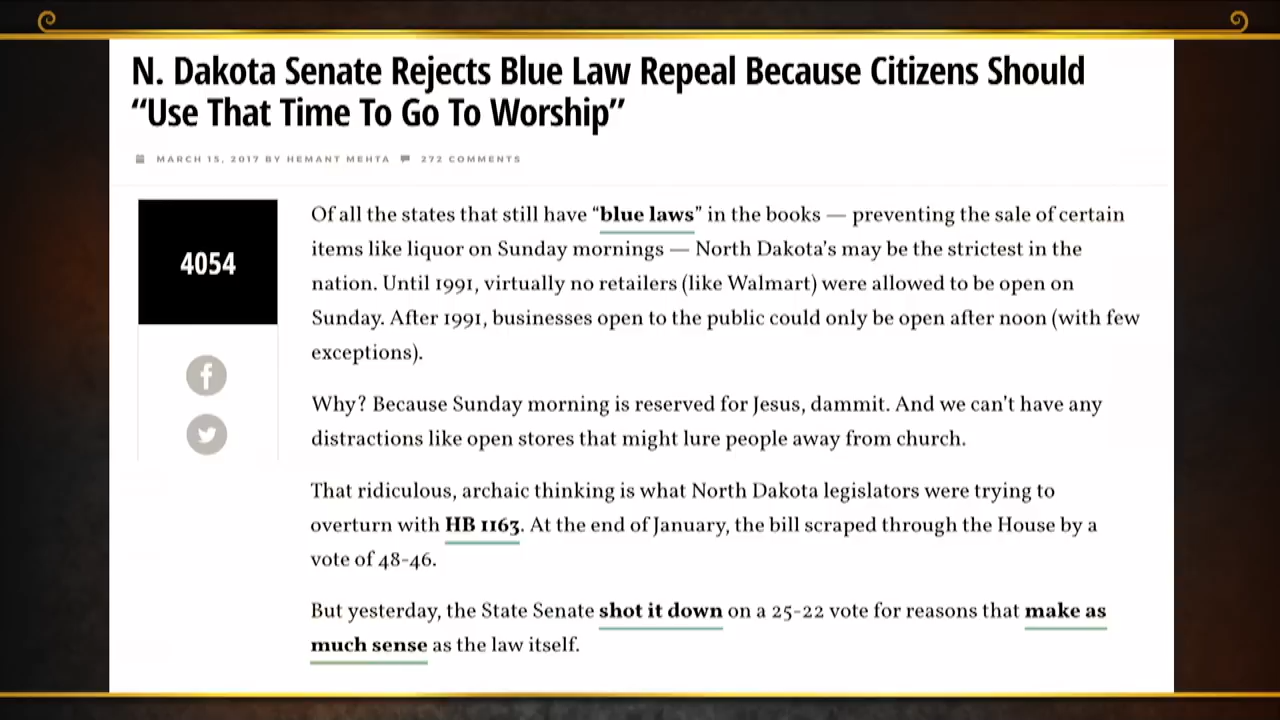 N. Dakota Senate Rejects Blue Law Repeal Because Citizens Should
“Use That Time To Go To Worship”
MARCH 15, 2017 BY HEMANT MEHTA 272 COMMENTS
4054
Of all the states that still have “blue laws” in the books — preventing the sale of certain
items like liquor on Sunday mornings — North Dakota’s may be the strictest in the
nation. Until 1991, virtually no retailers (like Walmart) were allowed to be open on
Sunday. After 1991, businesses open to the public could only be open after noon (with few
exceptions).
Why? Because Sunday morning is reserved for Jesus, dammit. And we can’t have any
distractions like open stores that might lure people away from church.
That ridiculous, archaic thinking is what North Dakota legislators were trying to
overturn with HB 1163. At the end of January, the bill scraped through the House by a
vote of 48-46.
But yesterday, the State Senate shot it down on a 25-22 vote for reasons that make as
much sense as the law itself.